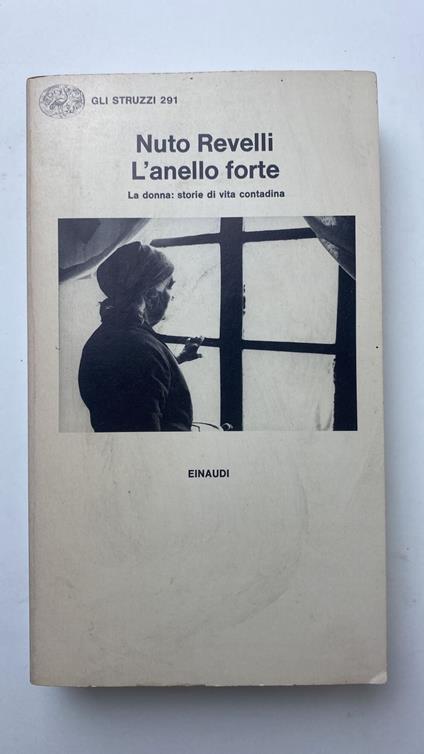 GLI STRUZZI 291
Nuto Revelli
L'anello forte
La donna: storie di vita contadina
EINAUDI